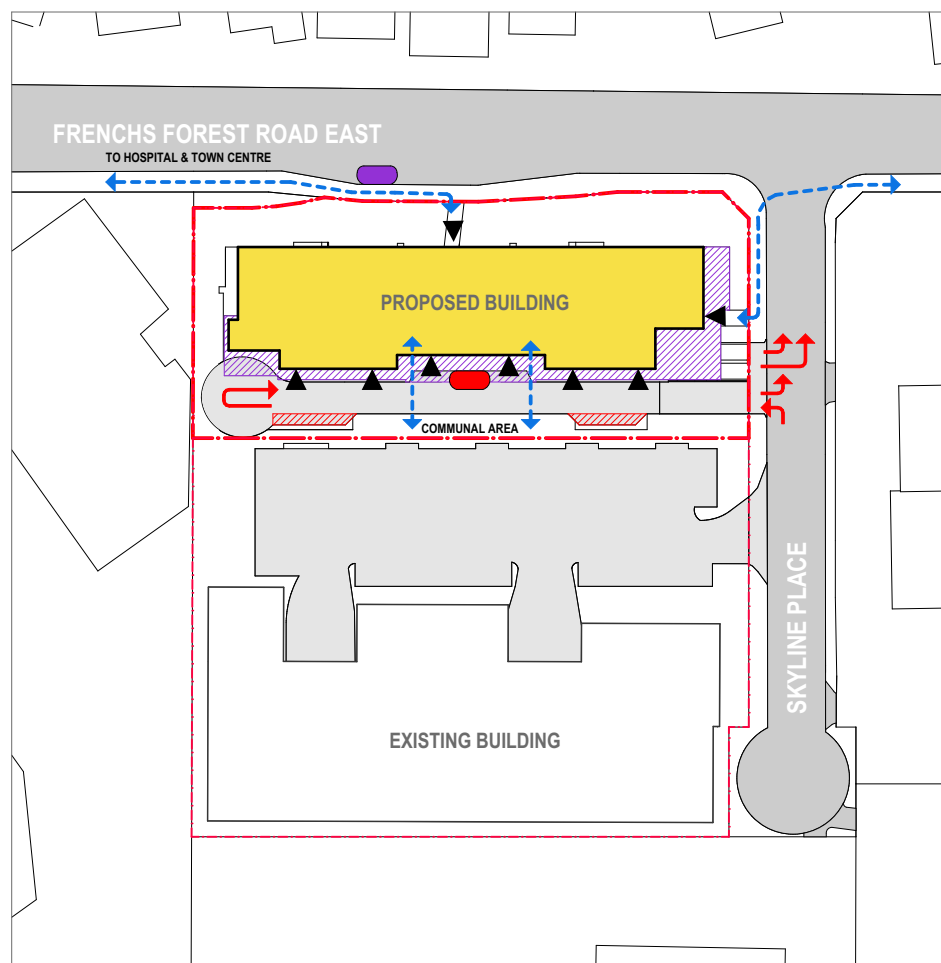 FRENCHS FOREST ROAD EAST
TO HOSPITAL & TOWN CENTRE
PROPOSED BUILDING
COMMUNAL AREA
SKYLINE PLACE
EXISTING BUILDING